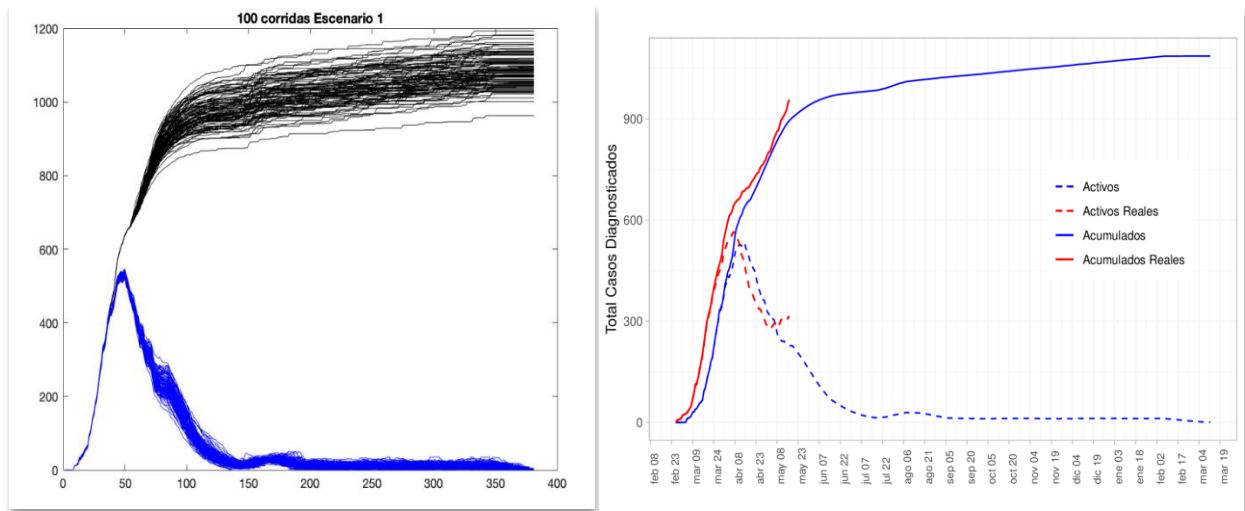 100 corridas Escenario 1
1200
1000
800
600
400
200
0
0
50
100
150
200
250
300
350
400
Total Casos Diagnosticados
900
600
300
0
Activos
Activos Reales
Acumulados
Acumulados Reales
feb 08
feb 23
mar 09
mar 24
abr 08
abr 23
may 08
may 23
jun 07
jun 22
jul 07
jul 22
ago 06
ago 21
sep 05
sep 20
oct 05
oct 20
nov 04
nov 19
dic 04
dic 19
ene 03
ene 18
feb 02
feb 17
mar 04
mar 19